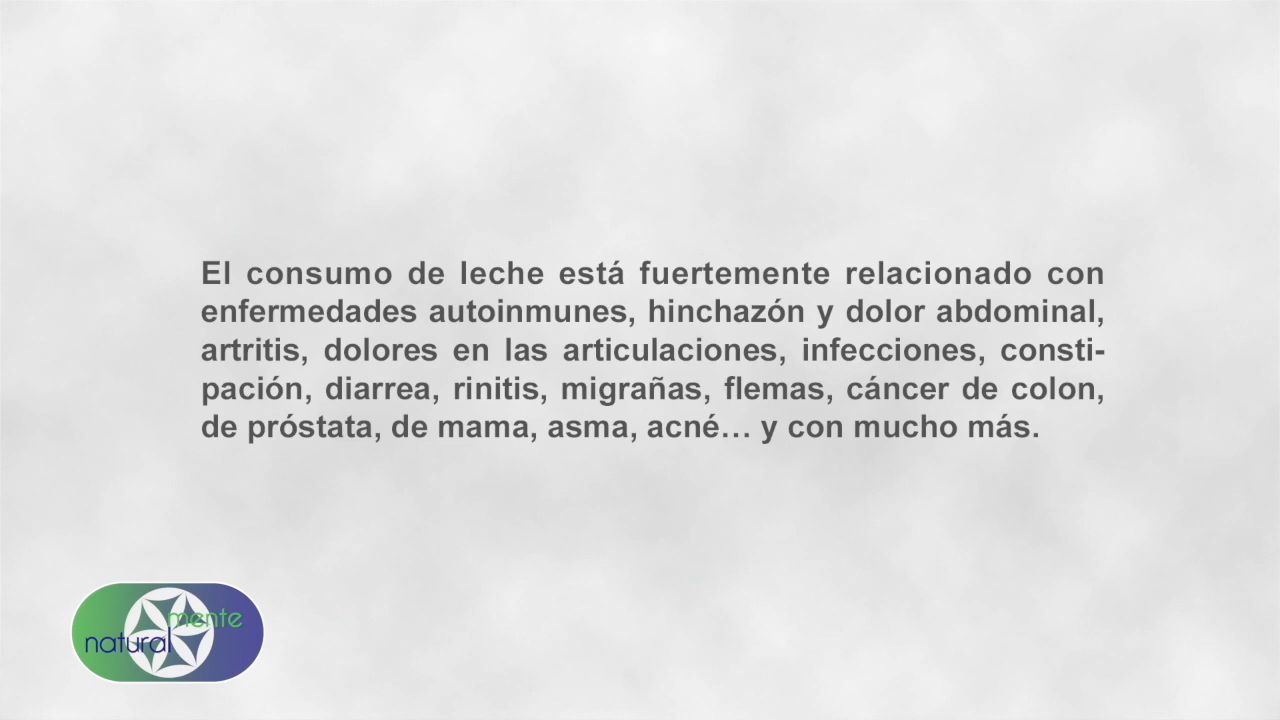 El consumo de leche está fuertemente relacionado con
enfermedades autoinmunes, hinchazón y dolor abdominal,
artritis, dolores en las articulaciones, infecciones, consti-
pación, diarrea, rinitis, migrañas, flemas, cáncer de colon,
de próstata, de mama, asma, acné… y con mucho más.
natural
mente